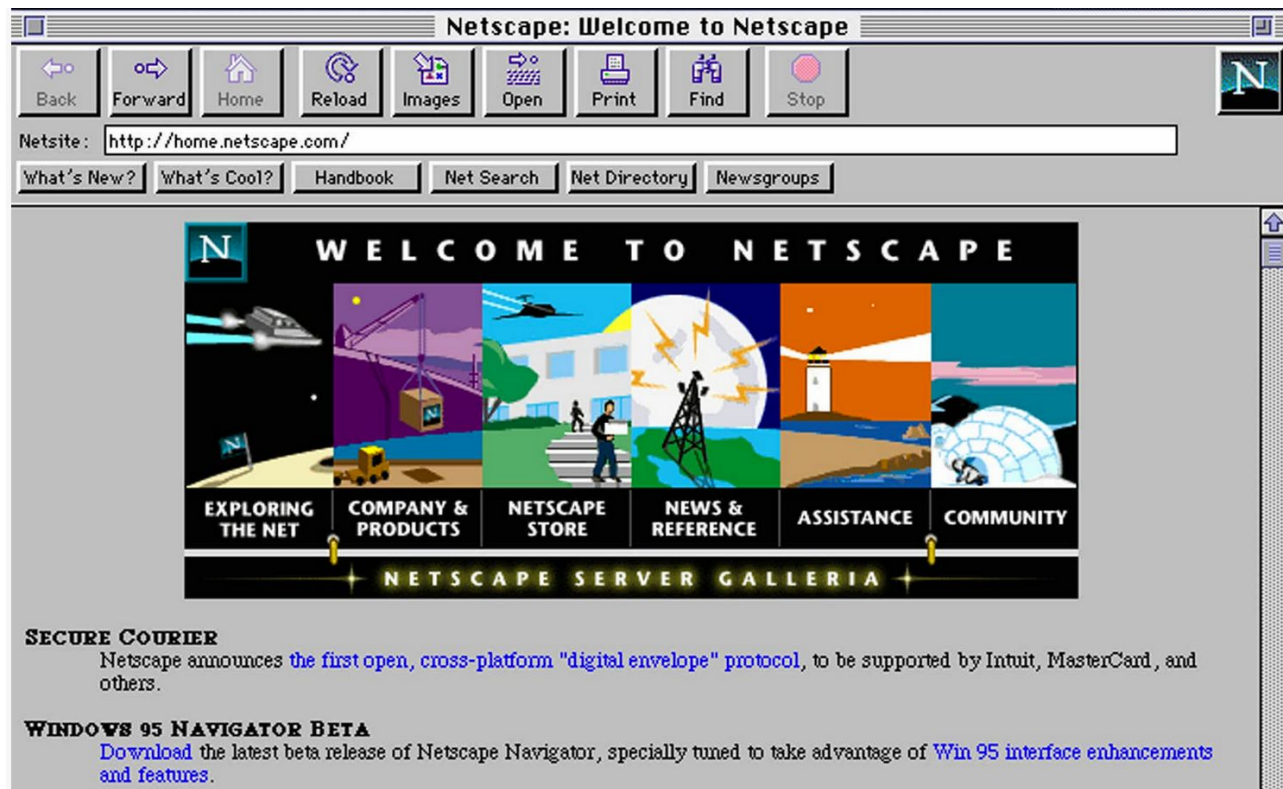 Netscape: Welcome to Netscape
Back Forward Home Reload Images Open Print Find Stop
N
Netsite: http://home.netscape.com/
What's New? What's Cool? Handbook Net Search Net Directory Newsgroups
N WELCOME TO NETSCAPE
N
N
EXPLORING THE NET
COMPANY & PRODUCTS
NETSCAPE STORE
NEWS & REFERENCE
ASSISTANCE
COMMUNITY
NETSCAPE SERVER GALLERIA
SECURE COURIER
Netscape announces the first open, cross-platform "digital envelope" protocol, to be supported by Intuit, MasterCard, and
others.
WINDOWS 95 NAVIGATOR BETA
Download the latest beta release of Netscape Navigator, specially tuned to take advantage of Win 95 interface enhancements
and features.